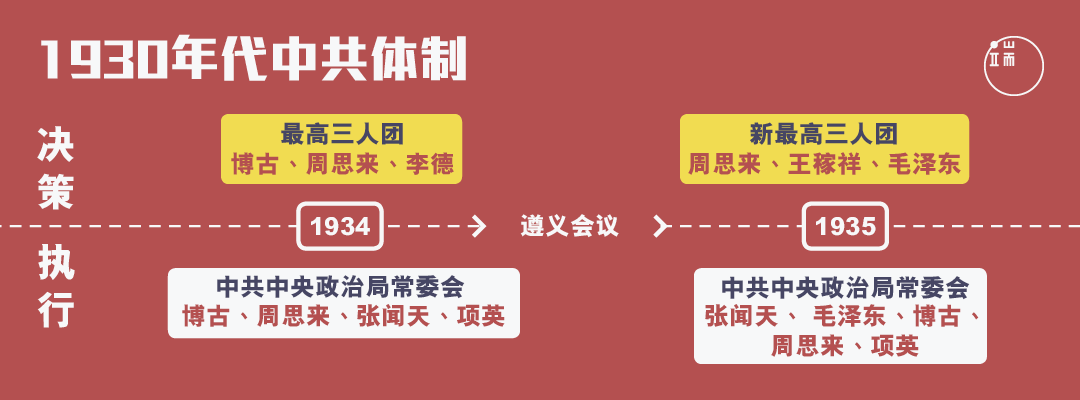 1930年代中共体制
端
决策
最高三人团
博古、周思来、李德
新最高三人团
周思来、王稼祥、毛泽东
1934
遵义会议
1935
执行
中共中央政治局常委会
博古、周思来、张闻天、项英
中共中央政治局常委会
张闻天、毛泽东、博古、
周思来、项英